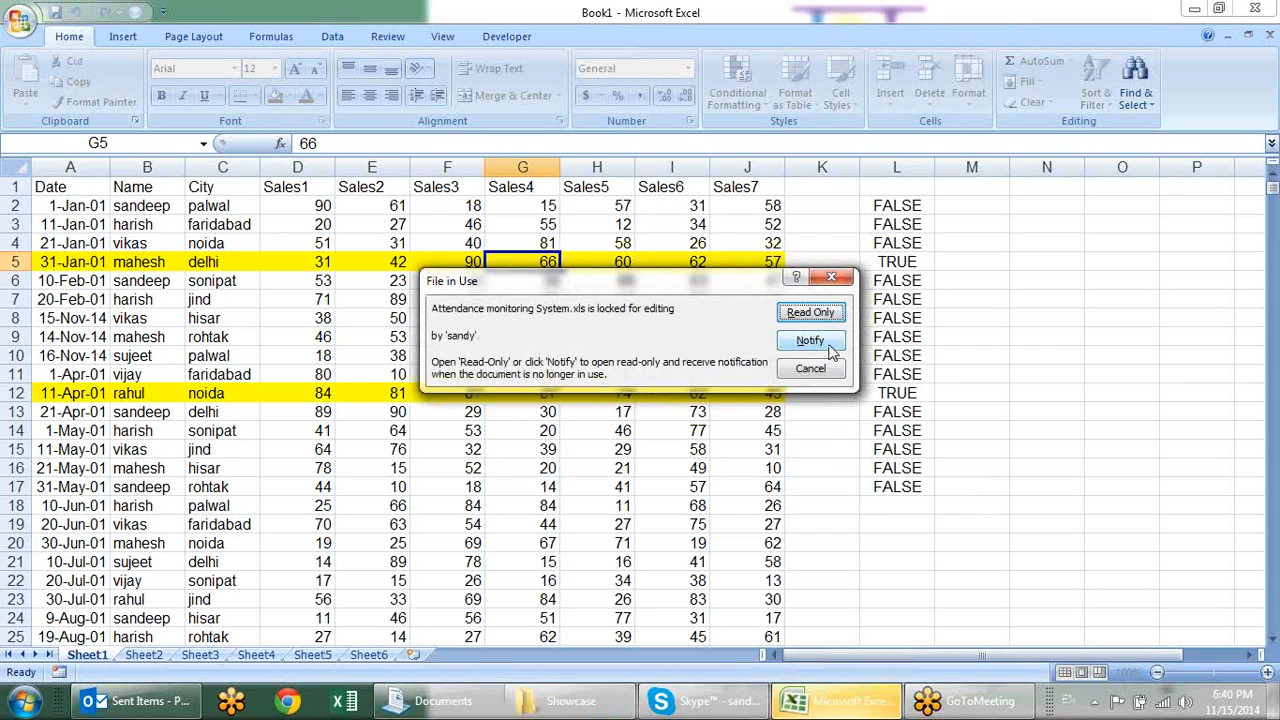 Book1 - Microsoft Excel
Home Insert Page Layout Formulas Data Review View Developer
Paste Cut Copy Format Painter Clipboard
Arial 12 B I U Font
Wrap Text Merge & Center Alignment
General $ % , Number
Conditional Formatting Format as Table Cell Styles Styles
Insert Delete Format Cells
AutoSum Fill Clear Sort & Filter Find & Select Editing
G5 fx 66
A B C D E F G H I J K L M N O P
1 Date Name City Sales1 Sales2 Sales3 Sales4 Sales5 Sales6 Sales7
2 1-Jan-01 sandeep palwal 90 61 18 15 57 31 58 FALSE
3 11-Jan-01 harish faridabad 20 27 46 55 12 34 52 FALSE
4 21-Jan-01 vikas noida 51 31 40 81 58 26 32 FALSE
5 31-Jan-01 mahesh delhi 31 42 90 66 60 62 57 TRUE
6 10-Feb-01 sandeep sonipat 53 23 FALSE
7 20-Feb-01 harish jind 71 89 FALSE
8 15-Nov-14 vikas hisar 38 50 FALSE
9 14-Nov-14 mahesh rohtak 46 53 FALSE
10 16-Nov-14 sujeet palwal 18 38 FALSE
11 1-Apr-01 vijay faridabad 80 10 FALSE
12 11-Apr-01 rahul noida 84 81 TRUE
13 21-Apr-01 sandeep delhi 89 90 29 30 17 73 28 FALSE
14 1-May-01 harish sonipat 41 64 53 20 46 77 45 FALSE
15 11-May-01 vikas jind 64 76 32 39 29 58 31 FALSE
16 21-May-01 mahesh hisar 78 15 52 20 21 49 10 FALSE
17 31-May-01 sandeep rohtak 44 10 18 14 41 57 64 FALSE
18 10-Jun-01 harish palwal 25 66 84 84 11 68 26
19 20-Jun-01 vikas faridabad 70 63 54 44 27 75 27
20 30-Jun-01 mahesh noida 19 25 69 67 71 19 62
21 10-Jul-01 sujeet delhi 14 89 78 15 16 41 58
22 20-Jul-01 vijay sonipat 17 15 26 16 34 38 13
23 30-Jul-01 rahul jind 56 33 69 84 26 83 30
24 9-Aug-01 sandeep hisar 11 46 56 51 77 31 17
25 19-Aug-01 harish rohtak 27 14 27 62 39 45 61
File in Use
Attendance monitoring System.xls is locked for editing
by 'sandy'.
Open 'Read-Only' or click 'Notify' to open read-only and receive notification
when the document is no longer in use.
Read Only
Notify
Cancel
Sheet1 Sheet2 Sheet3 Sheet4 Sheet5 Sheet6
Ready 100%
Sent Items - P... Documents Showcase Skype™ - sand... Microsoft Exce... GoToMeeting EN 6:40 PM
11/15/2014